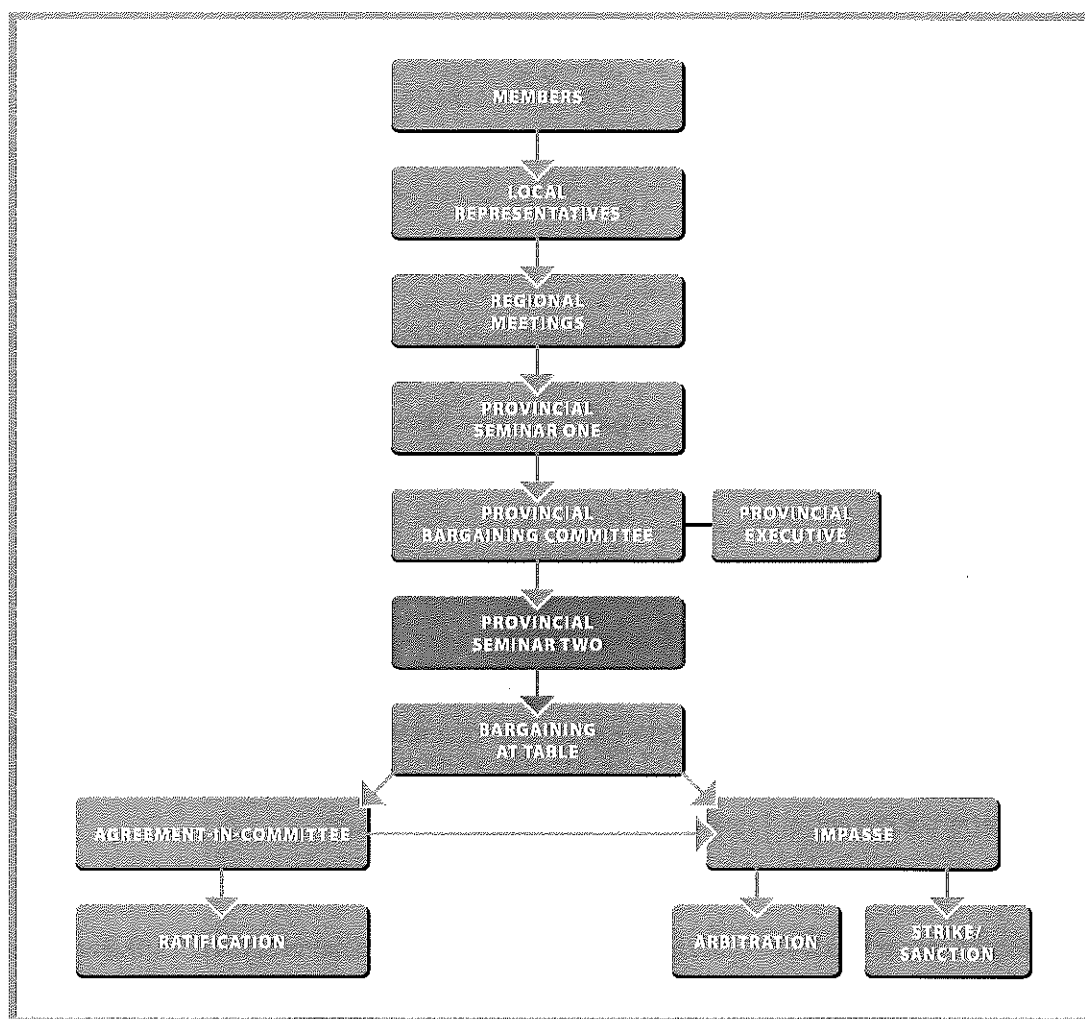 MEMBERS
LOCAL
REPRESENTATIVES
REGIONAL
MEETINGS
PROVINCIAL
SEMINAR ONE
PROVINCIAL
BARGAINING COMMITTEE
PROVINCIAL
EXECUTIVE
PROVINCIAL
SEMINAR TWO
BARGAINING
AT TABLE
AGREEMENT-IN-COMMITTEE
IMPASSE
RATIFICATION
ARBITRATION
STRIKE/
SANCTION